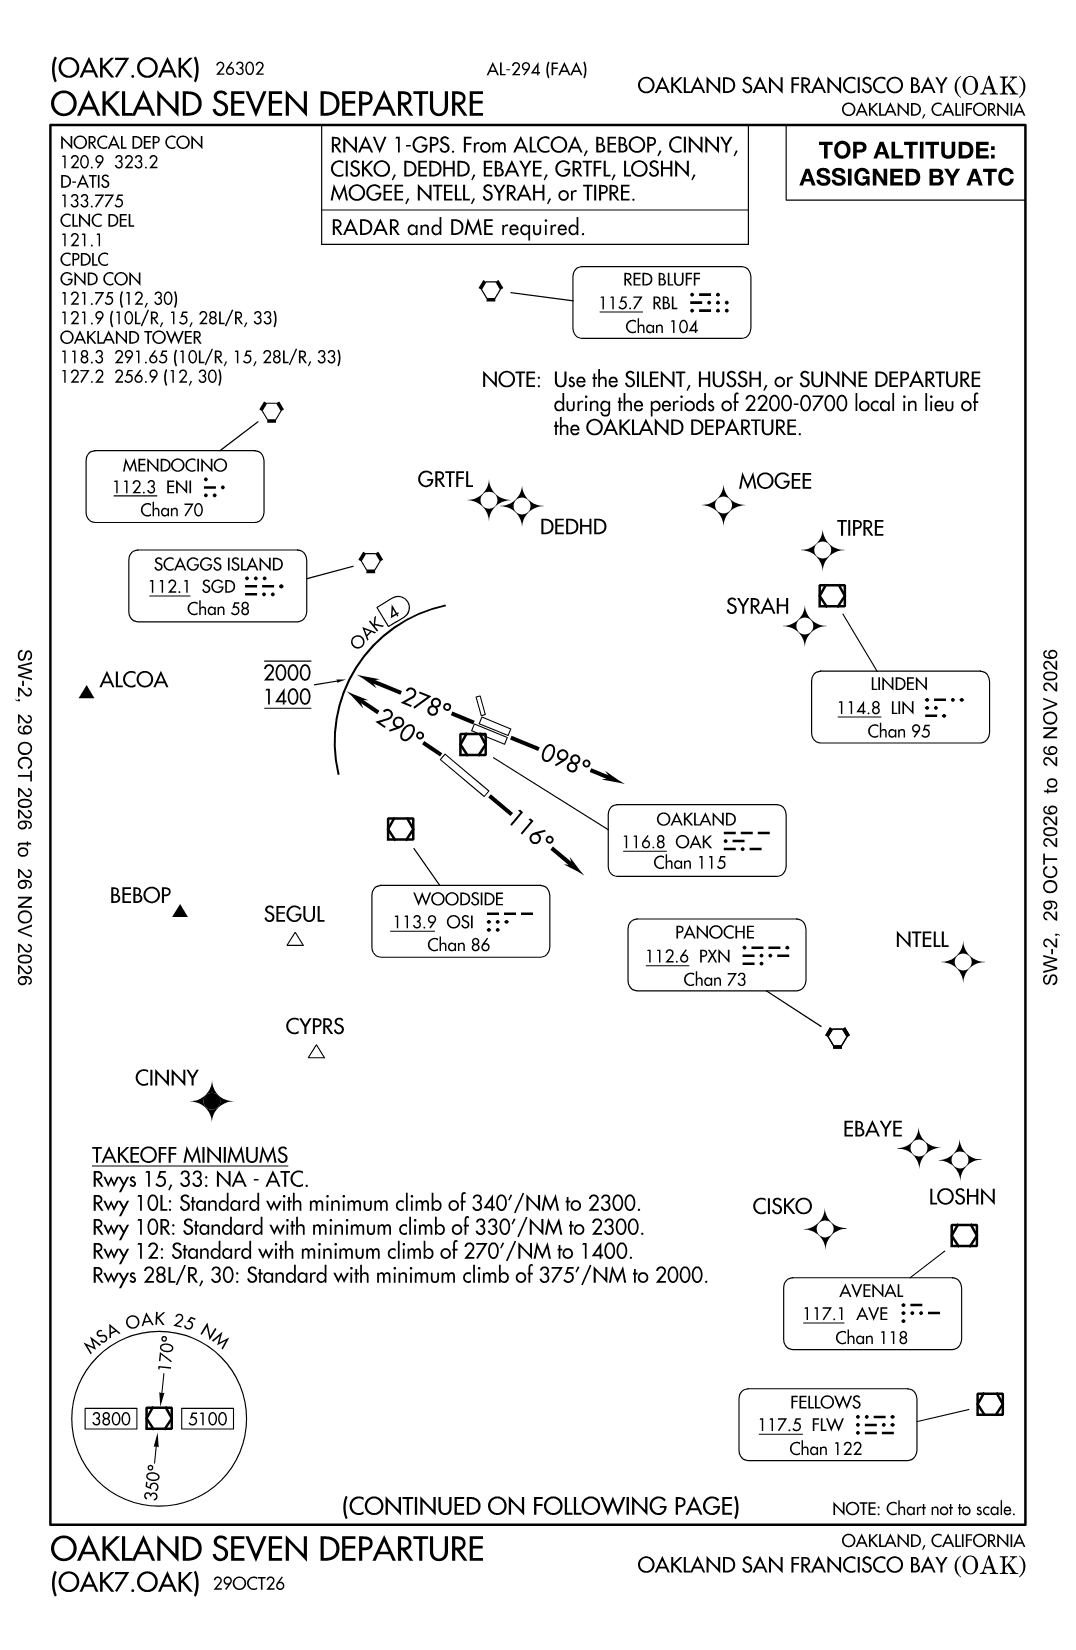 (OAK7.OAK) 26302
AL-294 (FAA)
OAKLAND SAN FRANCISCO BAY (OAK)
OAKLAND SEVEN DEPARTURE
OAKLAND, CALIFORNIA
NORCAL DEP CON
120.9 323.2
D-ATIS
133.775
CLNC DEL
121.1
CPDLC
GND CON
121.75 (12, 30)
121.9 (10L/R, 15, 28L/R, 33)
OAKLAND TOWER
118.3 291.65 (10L/R, 15, 28L/R, 33)
127.2 256.9 (12, 30)
RNAV 1-GPS. From ALCOA, BEBOP, CINNY,
CISKO, DEDHD, EBAYE, GRTFL, LOSHN,
MOGEE, NTELL, SYRAH, or TIPRE.
RADAR and DME required.
TOP ALTITUDE:
ASSIGNED BY ATC
RED BLUFF
115.7 RBL
Chan 104
NOTE: Use the SILENT, HUSSH, or SUNNE DEPARTURE
during the periods of 2200-0700 local in lieu of
the OAKLAND DEPARTURE.
MENDOCINO
112.3 ENI
Chan 70
GRTFL
DEDHD
MOGEE
TIPRE
SCAGGS ISLAND
112.1 SGD
Chan 58
SYRAH
OAK 4
ALCOA
2000
1400
278°
290°
098°
116°
LINDEN
114.8 LIN
Chan 95
OAKLAND
116.8 OAK
Chan 115
BEBOP
SEGUL
WOODSIDE
113.9 OSI
Chan 86
PANOCHE
112.6 PXN
Chan 73
NTELL
CYPRS
CINNY
EBAYE
LOSHN
CISKO
TAKEOFF MINIMUMS
Rwys 15, 33: NA - ATC.
Rwy 10L: Standard with minimum climb of 340'/NM to 2300.
Rwy 10R: Standard with minimum climb of 330'/NM to 2300.
Rwy 12: Standard with minimum climb of 270'/NM to 1400.
Rwys 28L/R, 30: Standard with minimum climb of 375'/NM to 2000.
AVENAL
117.1 AVE
Chan 118
MSA OAK 25 NM
170°
3800
5100
350°
FELLOWS
117.5 FLW
Chan 122
(CONTINUED ON FOLLOWING PAGE)
NOTE: Chart not to scale.
SW-2, 29 OCT 2026 to 26 NOV 2026
SW-2, 29 OCT 2026 to 26 NOV 2026
OAKLAND SEVEN DEPARTURE
OAKLAND, CALIFORNIA
OAKLAND SAN FRANCISCO BAY (OAK)
(OAK7.OAK) 29OCT26